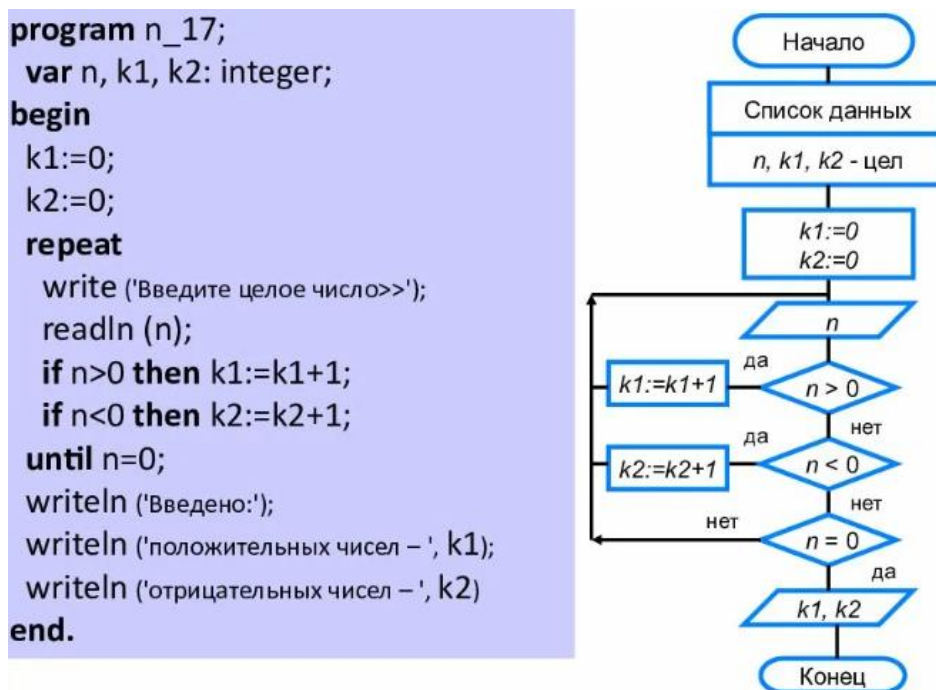 program n_17;
var n, k1, k2: integer;
begin
k1:=0;
k2:=0;
repeat
write ('Введите целое число>>');
readln (n);
if n>0 then k1:=k1+1;
if n<0 then k2:=k2+1;
until n=0;
writeln ('Введено:');
writeln ('положительных чисел – ', k1);
writeln ('отрицательных чисел – ', k2)
end.
Начало
Список данных
n, k1, k2 - цел
k1:=0
k2:=0
n
n > 0
да
k1:=k1+1
нет
n < 0
да
k2:=k2+1
нет
n = 0
нет
да
k1, k2
Конец